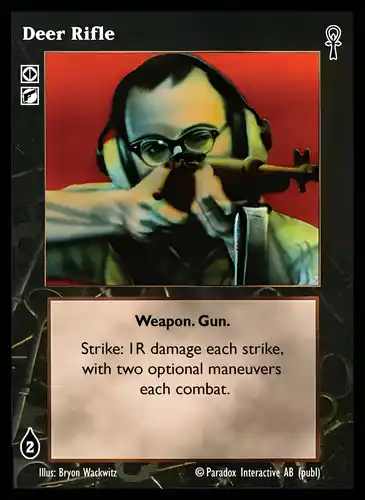 Deer Rifle
Weapon. Gun.
Strike: 1R damage each strike,
with two optional maneuvers
each combat.
2
Illus: Bryon Wackwitz
© Paradox Interactive AB (publ)